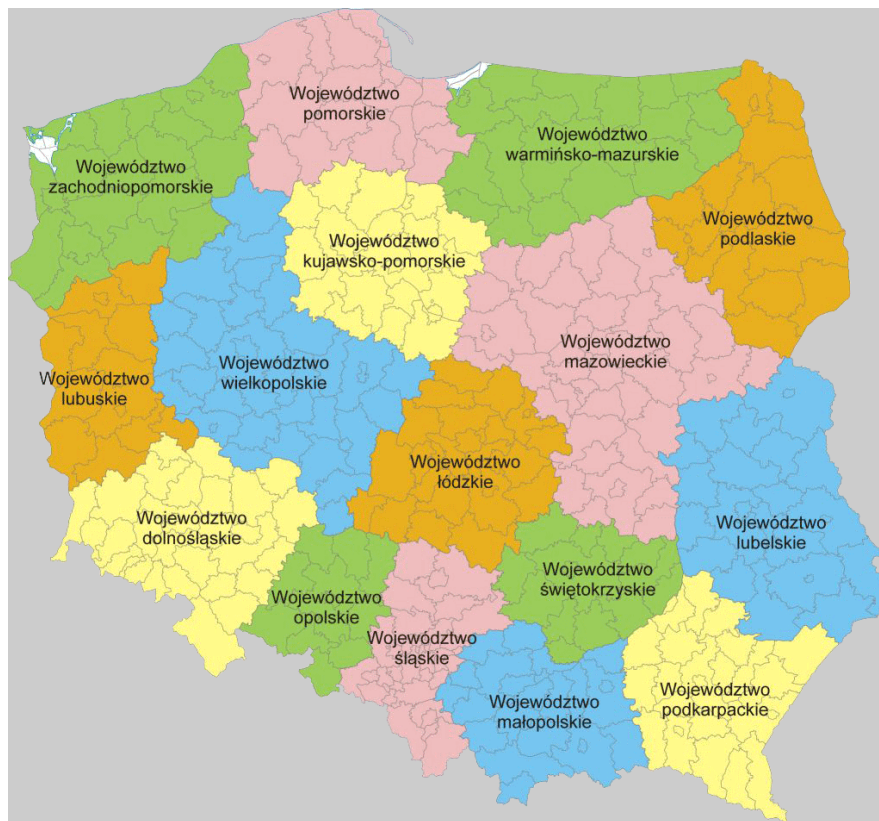 Województwo
pomorskie
Województwo
warmińsko-mazurskie
Województwo
zachodniopomorskie
Województwo
podlaskie
Województwo
kujawsko-pomorskie
Województwo
mazowieckie
Województwo
wielkopolskie
Województwo
lubuskie
Województwo
łódzkie
Województwo
dolnośląskie
Województwo
lubelskie
Województwo
świętokrzyskie
Województwo
opolskie
Województwo
śląskie
Województwo
małopolskie
Województwo
podkarpackie